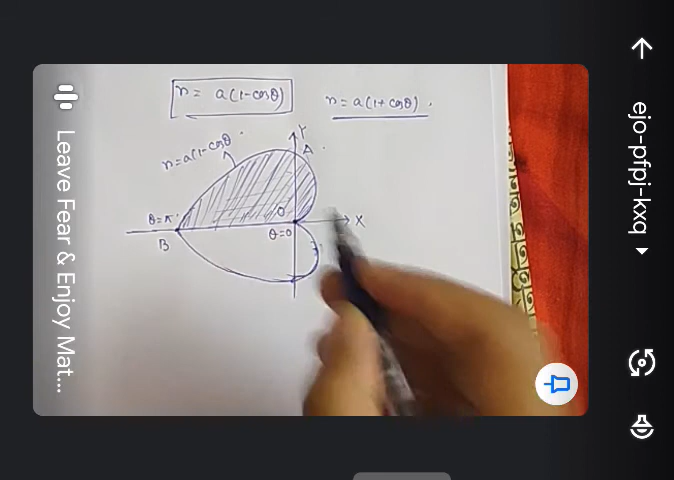 r = a(1-cosθ)
r = a(1+cosθ).
r=a(1-cosθ
Y
A
θ=π
O
X
B
θ=0
Leave Fear & Enjoy Mat...
ejo-pfpj-kxq